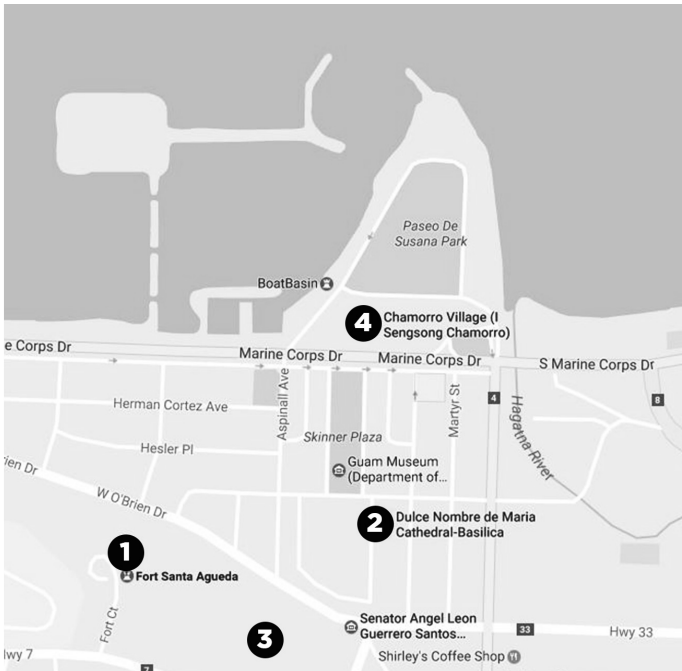 Paseo De
Susana Park
BoatBasin
4
Chamorro Village (I
Sengsong Chamorro)
e Corps Dr
Marine Corps Dr
Marine Corps Dr
S Marine Corps Dr
Herman Cortez Ave
Aspinall Ave
Martyr St
4
8
Hagatna River
Skinner Plaza
Hesler Pl
Guam Museum
(Department of...
rien Dr
W O'Brien Dr
2
Dulce Nombre de Maria
Cathedral-Basilica
1
Fort Santa Agueda
Fort Ct
3
Senator Angel Leon
Guerrero Santos...
33
Hwy 33
Shirley's Coffee Shop
lwy 7
7